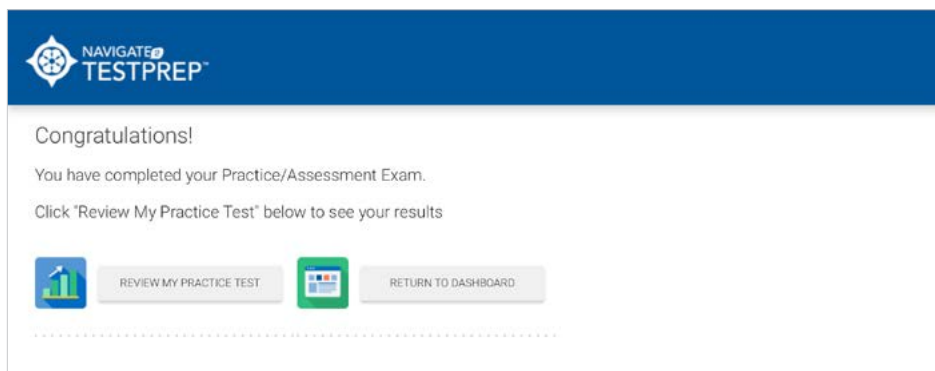 NAVIGATE 2
TESTPREP™
Congratulations!
You have completed your Practice/Assessment Exam.
Click "Review My Practice Test" below to see your results
REVIEW MY PRACTICE TEST
RETURN TO DASHBOARD